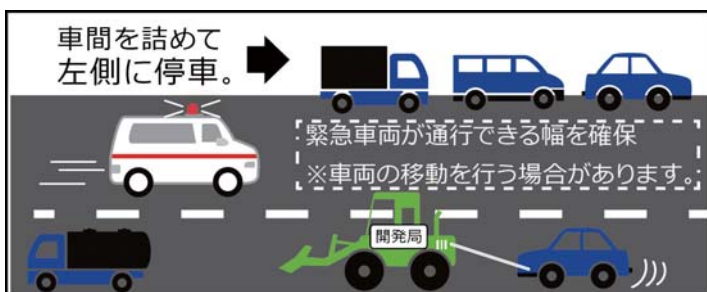 車間を詰めて
左側に停車。
緊急車両が通行できる幅を確保
※車両の移動を行う場合があります。
開発局